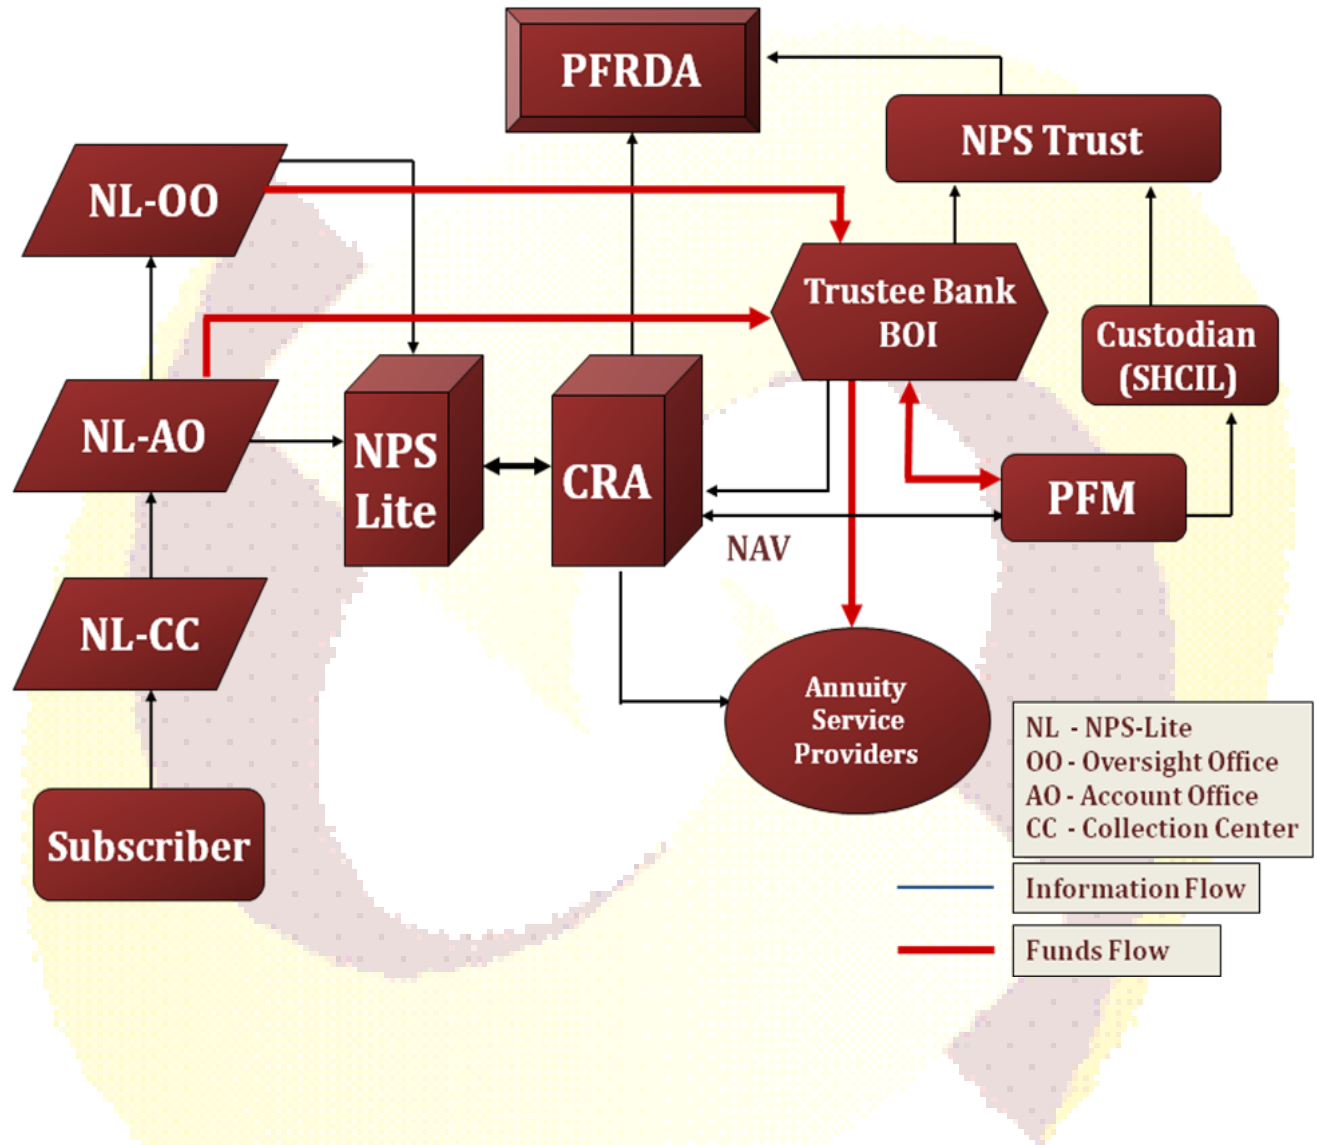 PFRDA
NPS Trust
NL-OO
Trustee Bank
BOI
Custodian
(SHCIL)
NL-AO
NPS
Lite
CRA
PFM
NAV
NL-CC
Annuity
Service
Providers
Subscriber
NL - NPS-Lite
OO - Oversight Office
AO - Account Office
CC - Collection Center
Information Flow
Funds Flow